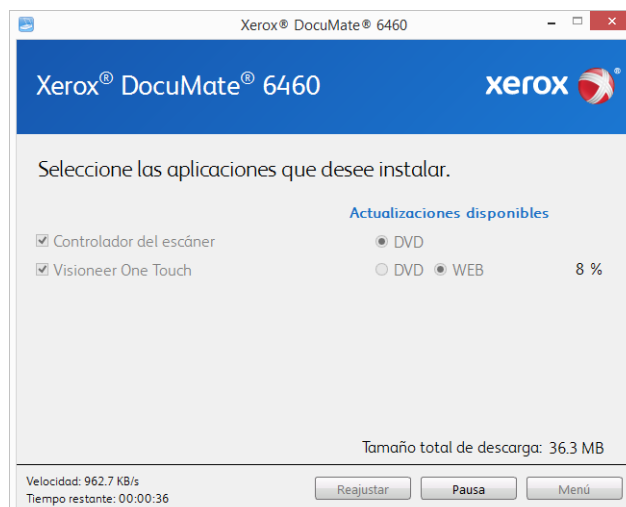 Xerox® DocuMate® 6460
Xerox® DocuMate® 6460
xerox®
Seleccione las aplicaciones que desee instalar.
Actualizaciones disponibles
Controlador del escáner DVD
Visioneer One Touch DVD WEB 8 %
Tamaño total de descarga: 36.3 MB
Velocidad: 962.7 KB/s
Tiempo restante: 00:00:36
Reajustar Pausa Menú